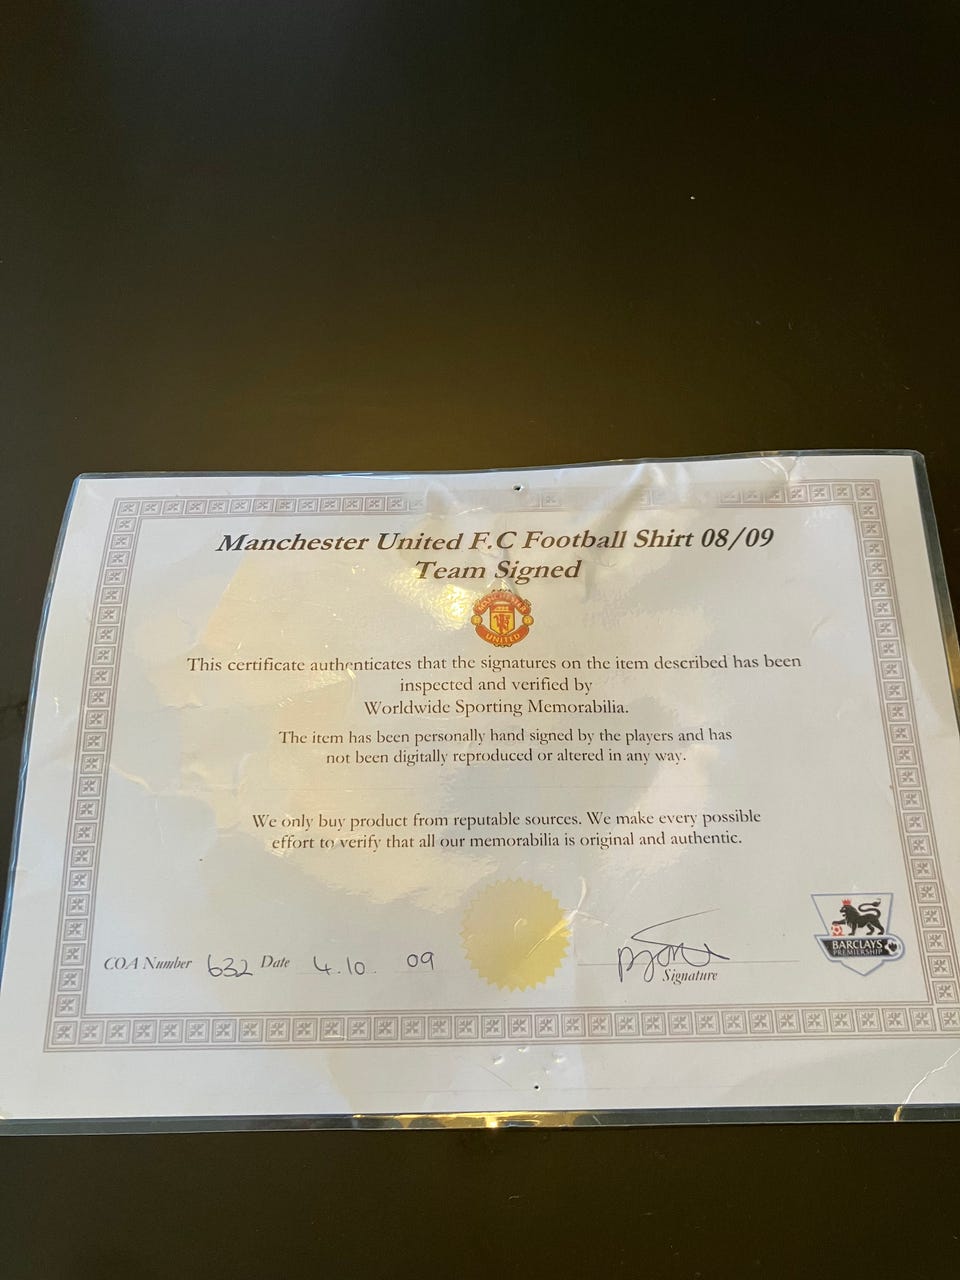 Manchester United F.C Football Shirt 08/09
Team Signed
MANCHESTER
UNITED
This certificate authenticates that the signatures on the item described has been
inspected and verified by
Worldwide Sporting Memorabilia.
The item has been personally hand signed by the players and has
not been digitally reproduced or altered in any way.
We only buy product from reputable sources. We make every possible
effort to verify that all our memorabilia is original and authentic.
COA Number 632 Date 4.10. 09
Signature
BARCLAYS
PREMIERSHIP